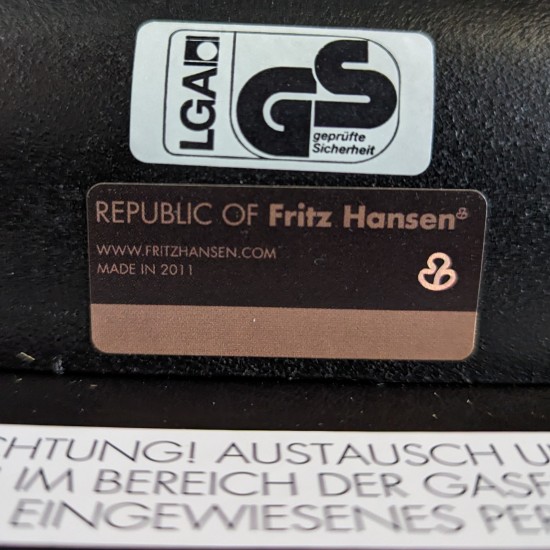 LGA
GS
geprüfte
Sicherheit
REPUBLIC OF Fritz Hansen
WWW.FRITZHANSEN.COM
MADE IN 2011
CHTUNG! AUSTAUSCH U
IM BEREICH DER GASF
EINGEWIESENES PER